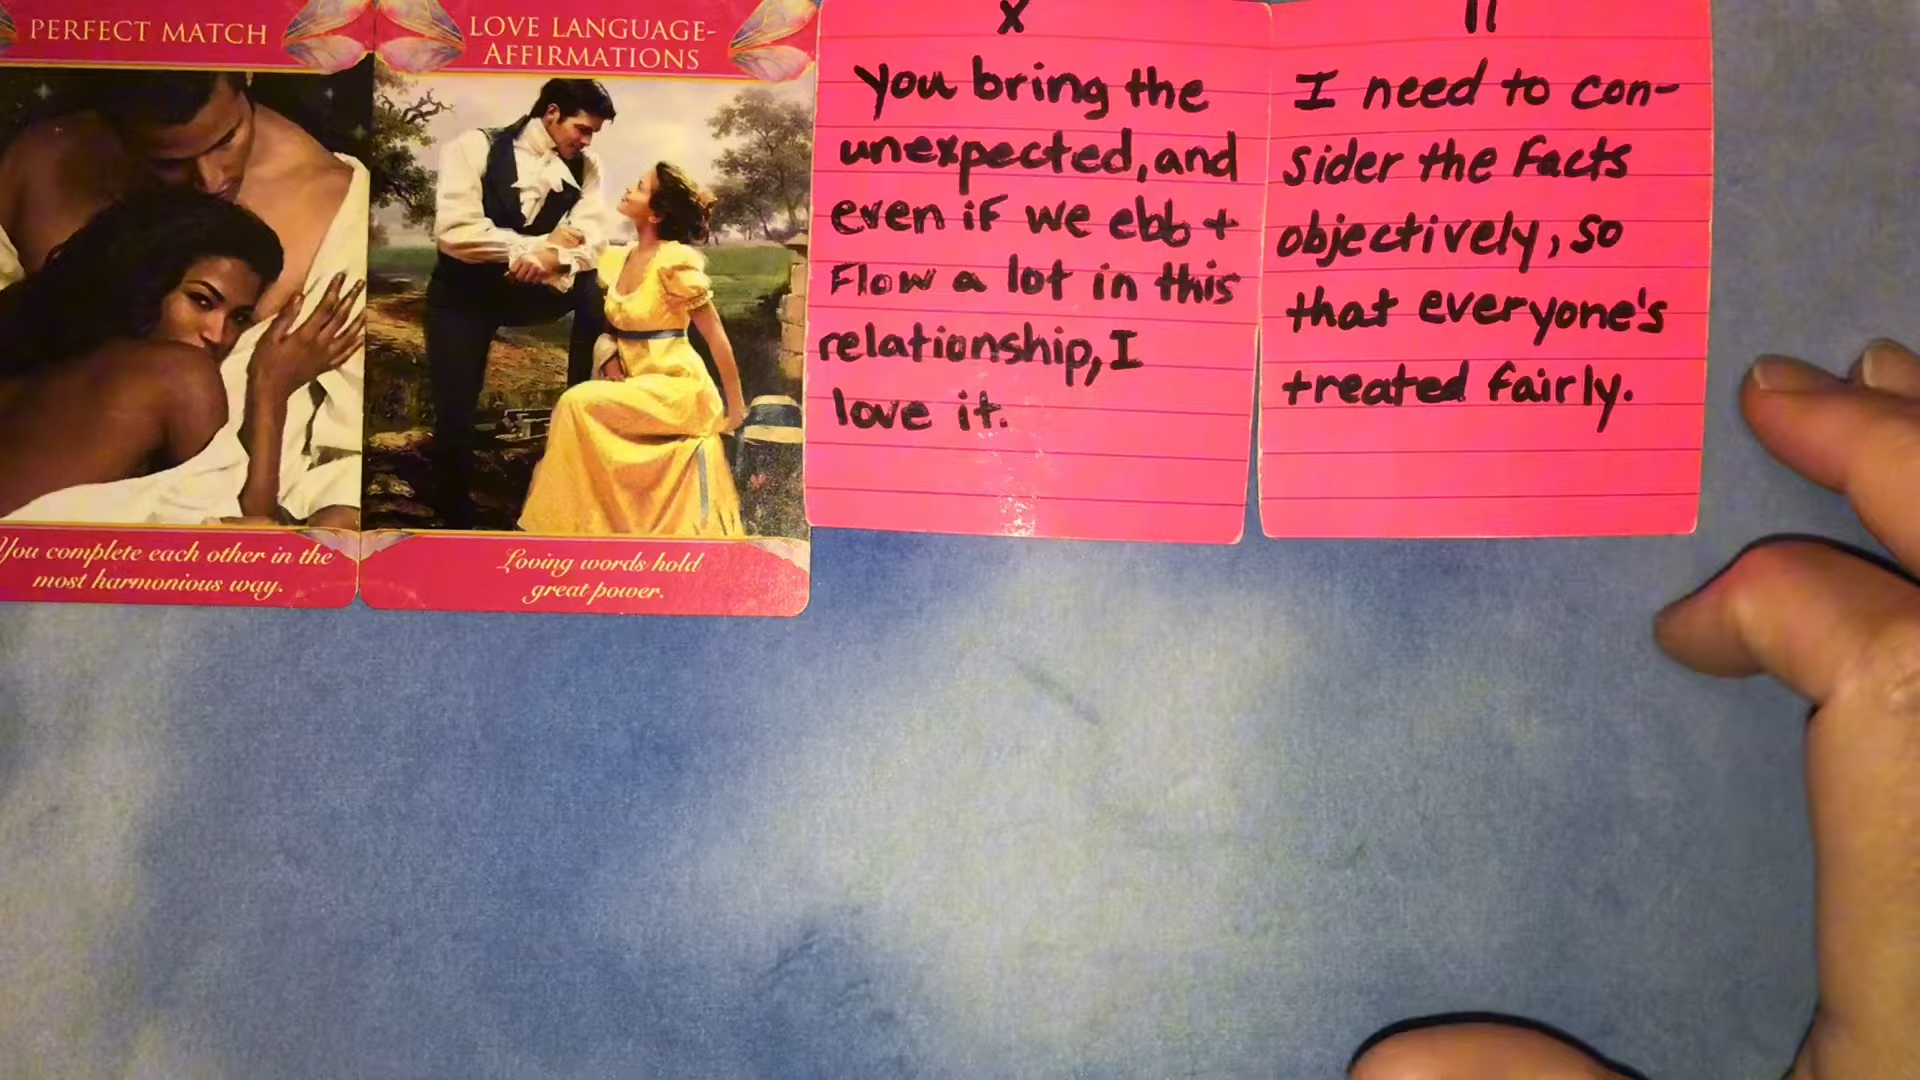 PERFECT MATCH
You complete each other in the
most harmonious way.
LOVE LANGUAGE-
AFFIRMATIONS
Loving words hold
great power.
X
You bring the
unexpected, and
even if we ebb +
flow a lot in this
relationship, I
love it.
11
I need to con-
sider the facts
objectively, so
that everyone's
treated fairly.